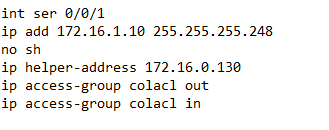 int ser 0/0/1
ip add 172.16.1.10 255.255.255.248
no sh
ip helper-address 172.16.0.130
ip access-group colacl out
ip access-group colacl in